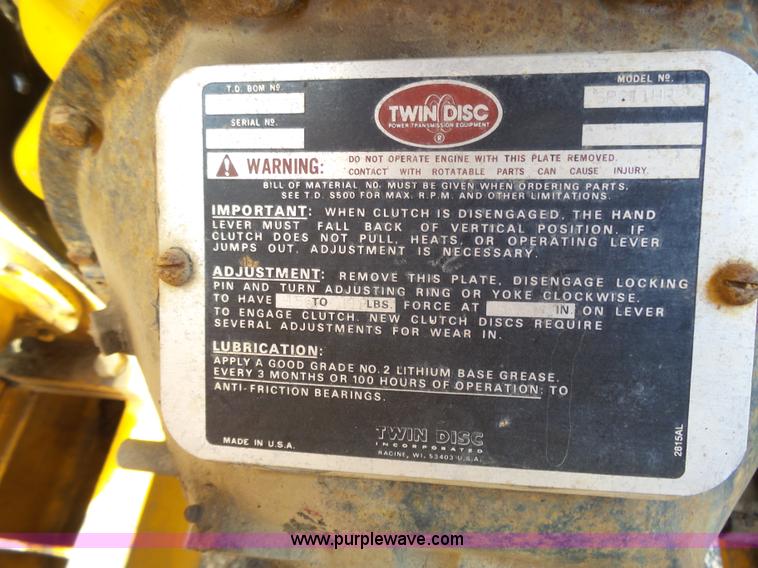 T.D. BOM Nº.
MODEL Nº.
TWIN DISC
POWER TRANSMISSION EQUIPMENT
®
SERIAL Nº.
WARNING: DO NOT OPERATE ENGINE WITH THIS PLATE REMOVED.
CONTACT WITH ROTATABLE PARTS CAN CAUSE INJURY.
BILL OF MATERIAL NO. MUST BE GIVEN WHEN ORDERING PARTS.
SEE T.D. S500 FOR MAX. R.P.M. AND OTHER LIMITATIONS.
IMPORTANT: WHEN CLUTCH IS DISENGAGED, THE HAND
LEVER MUST FALL BACK OF VERTICAL POSITION. IF
CLUTCH DOES NOT PULL, HEATS, OR OPERATING LEVER
JUMPS OUT, ADJUSTMENT IS NECESSARY.
ADJUSTMENT: REMOVE THIS PLATE, DISENGAGE LOCKING
PIN AND TURN ADJUSTING RING OR YOKE CLOCKWISE.
TO HAVE TO LBS. FORCE AT IN. ON LEVER
TO ENGAGE CLUTCH. NEW CLUTCH DISCS REQUIRE
SEVERAL ADJUSTMENTS FOR WEAR IN.
LUBRICATION:
APPLY A GOOD GRADE NO. 2 LITHIUM BASE GREASE.
EVERY 3 MONTHS OR 100 HOURS OF OPERATION: TO
ANTI-FRICTION BEARINGS.
MADE IN U.S.A.
TWIN DISC
INCORPORATED
RACINE, WI. 53403 U.S.A.
2815AL
www.purplewave.com